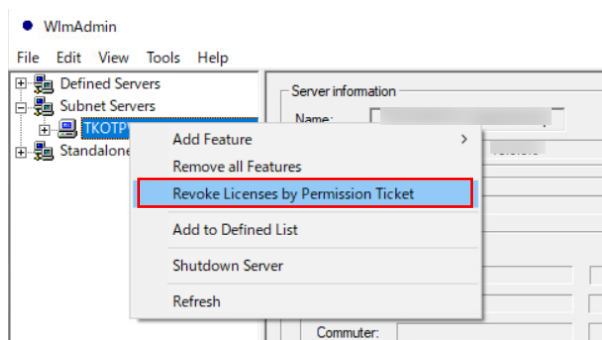 WlmAdmin
File Edit View Tools Help
Defined Servers
Subnet Servers
TKOTP
Standalone
Server information
Name:
Add Feature
Remove all Features
Revoke Licenses by Permission Ticket
Add to Defined List
Shutdown Server
Refresh
Commuter: